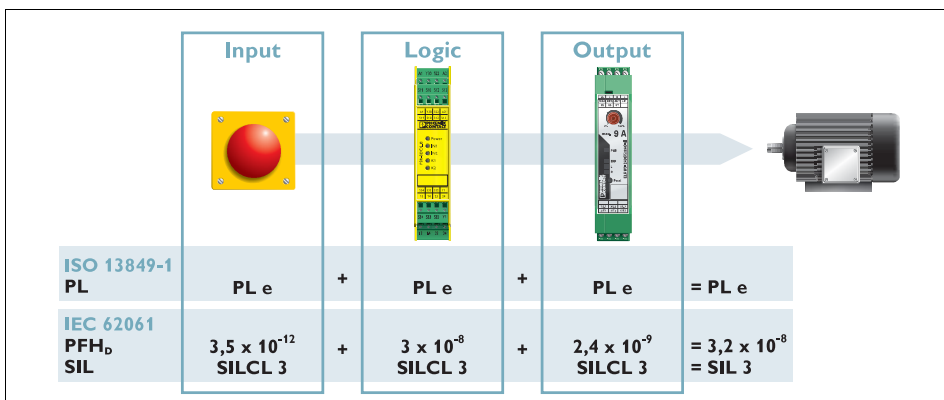 Input Logic Output
9 A
ISO 13849-1
PL PL e + PL e + PL e = PL e
IEC 62061
PFHD 3,5 x 10⁻¹² + 3 x 10⁻⁸ + 2,4 x 10⁻⁹ = 3,2 x 10⁻⁸
SIL SILCL 3 SILCL 3 SILCL 3 = SIL 3